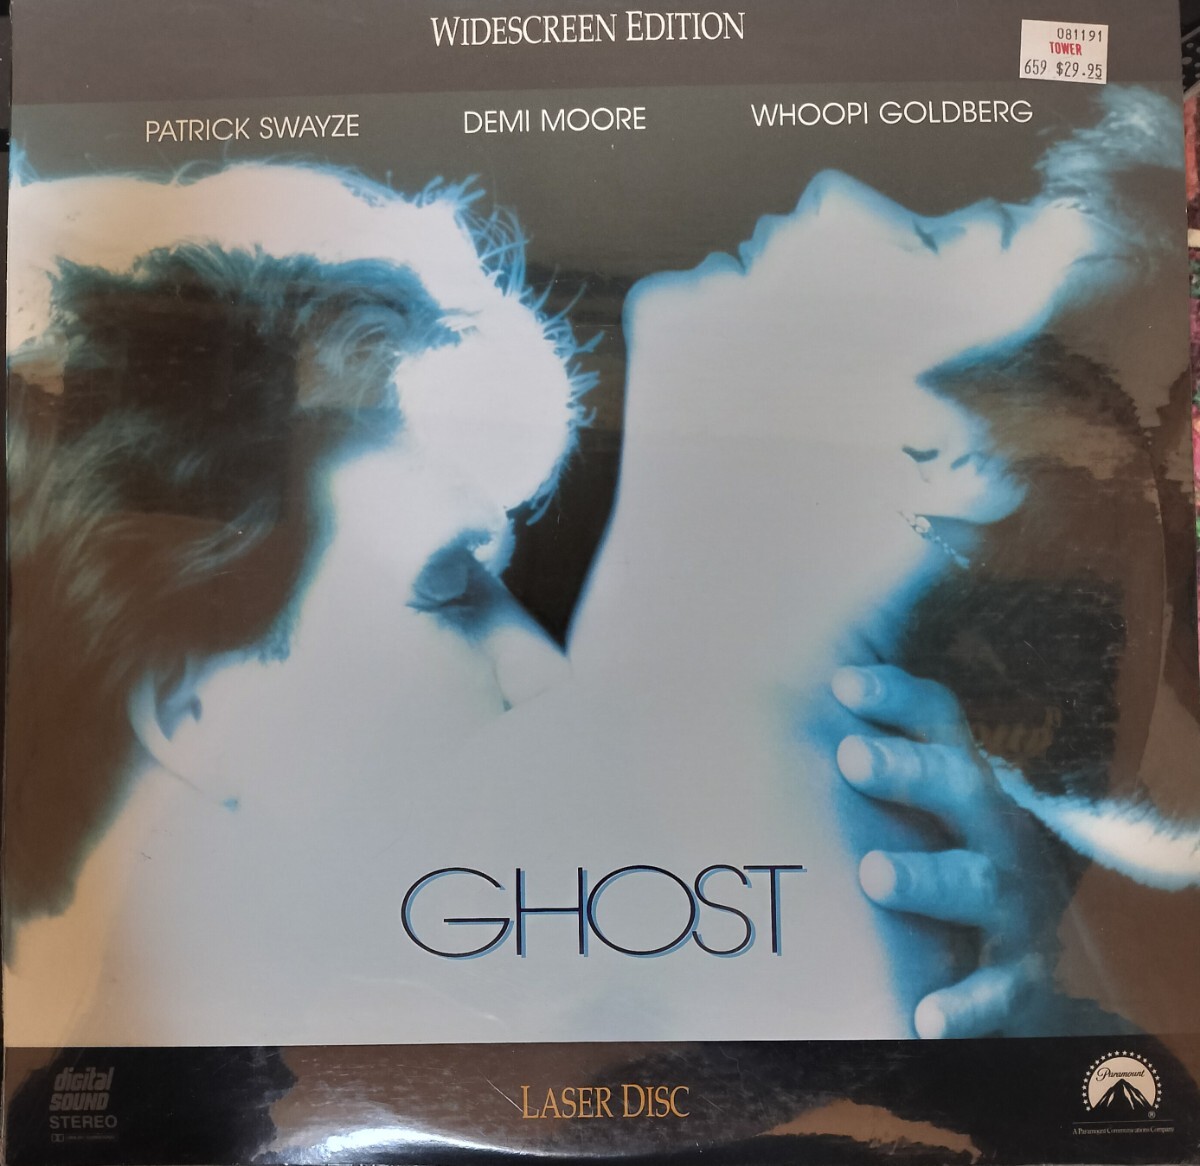 WIDESCREEN EDITION
081191
TOWER
659 $29.95
PATRICK SWAYZE DEMI MOORE WHOOPI GOLDBERG
GHOST
digital
SOUND
STEREO
LASER DISC
Paramount
®
A Paramount Communications Company